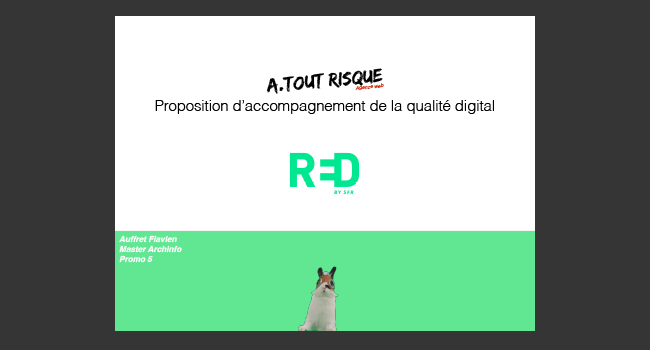 A.TOUT RISQUE
Agence web
Proposition d'accompagnement de la qualité digital
RED
BY SFR
Auffret Flavien
Master Archinfo
Promo 5